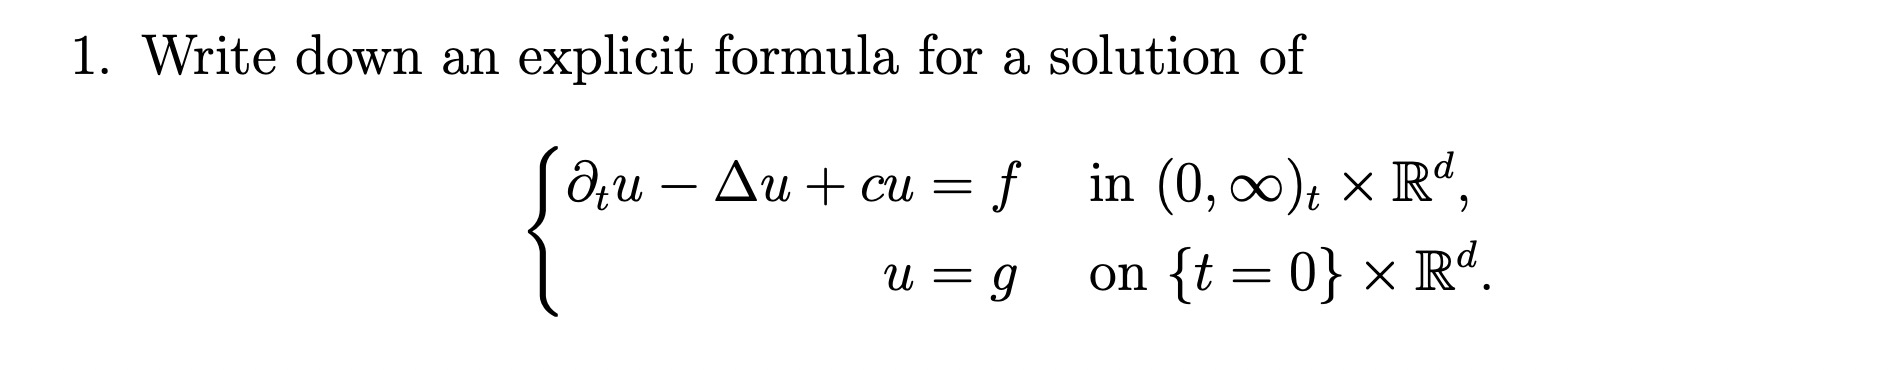 1. Write down an explicit formula for a solution of
∂ₜu − Δu + cu = f in (0, ∞)ₜ × ℝᵈ,
u = g on {t = 0} × ℝᵈ.